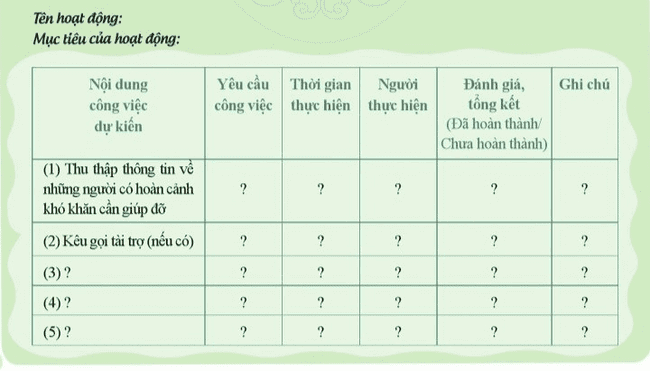 Tên hoạt động:
Mục tiêu của hoạt động:
Nội dung
công việc
dự kiến
Yêu cầu
công việc
Thời gian
thực hiện
Người
thực hiện
Đánh giá,
tổng kết
(Đã hoàn thành/
Chưa hoàn thành)
Ghi chú
(1) Thu thập thông tin về
những người có hoàn cảnh
khó khăn cần giúp đỡ
? ? ? ? ?
(2) Kêu gọi tài trợ (nếu có) ? ? ? ? ?
(3) ? ? ? ? ? ?
(4) ? ? ? ? ? ?
(5) ? ? ? ? ? ?